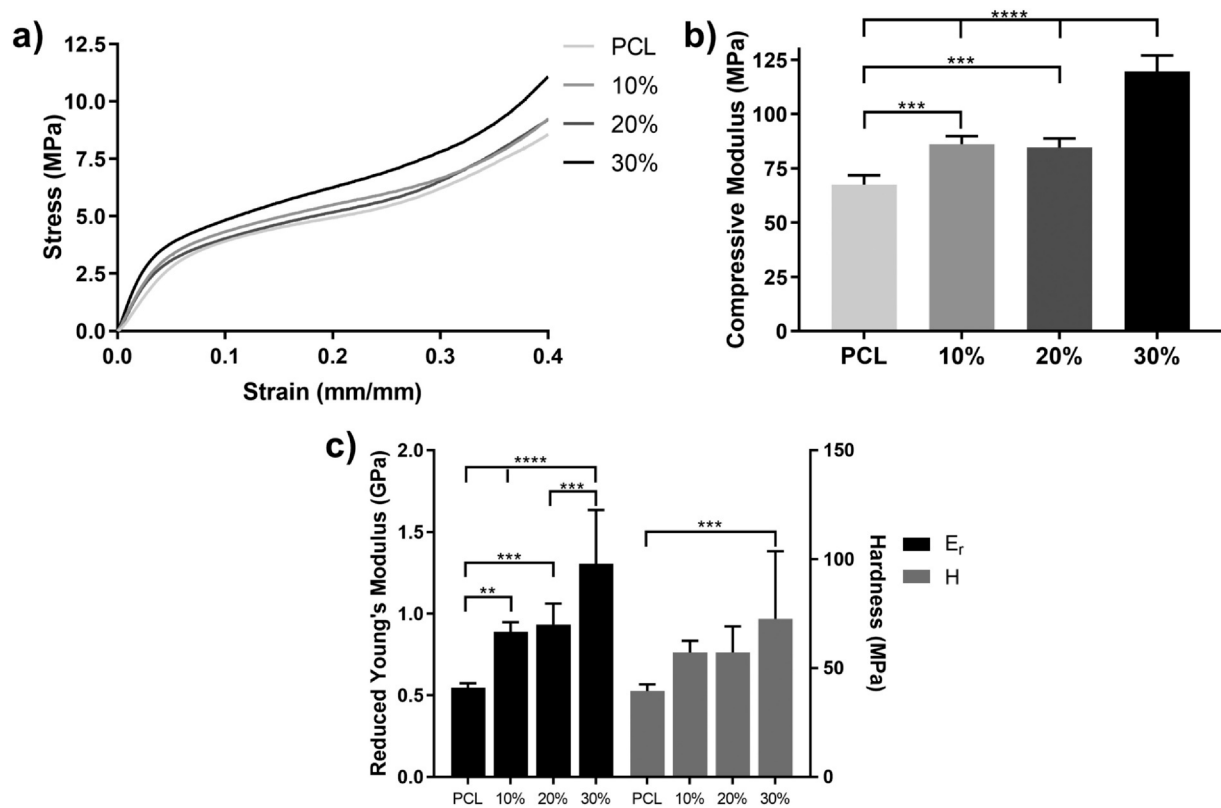 a)
12.5
10.0
7.5
5.0
2.5
0.0
Stress (MPa)
0.0 0.1 0.2 0.3 0.4
Strain (mm/mm)
PCL
10%
20%
30%
b)
125
100
75
50
25
0
Compressive Modulus (MPa)
****
***
***
PCL 10% 20% 30%
c)
2.0
1.5
1.0
0.5
0.0
Reduced Young's Modulus (GPa)
****
***
***
**
***
150
100
50
0
Hardness (MPa)
PCL 10% 20% 30% PCL 10% 20% 30%
Er
H